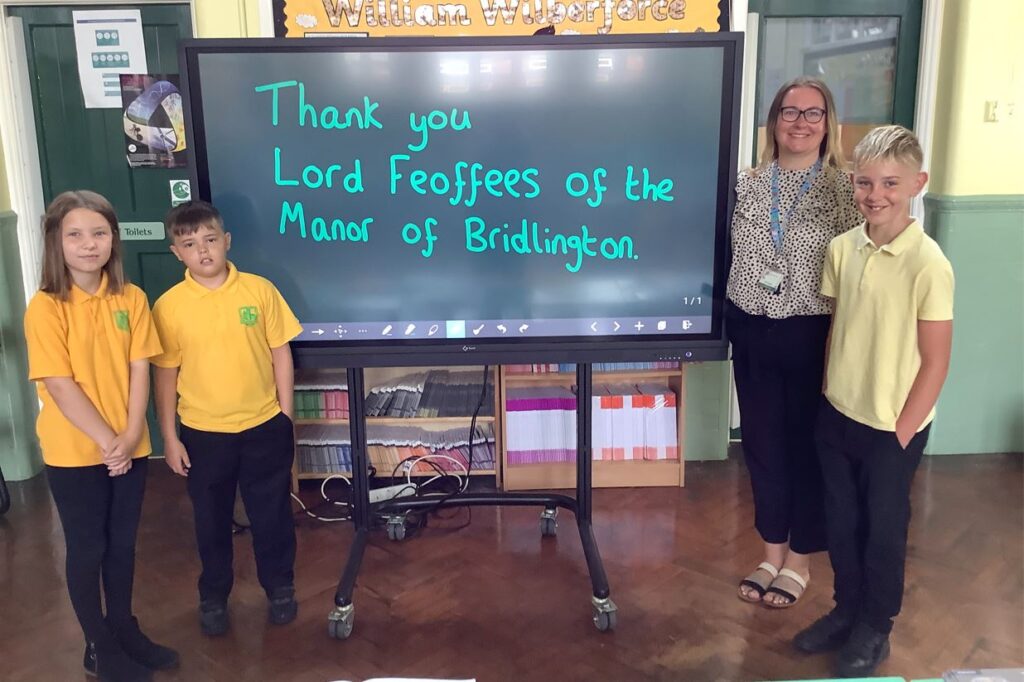 William Wilberforce
Thank you
Lord Feoffees of the
Manor of Bridlington.
Toilets
1/1